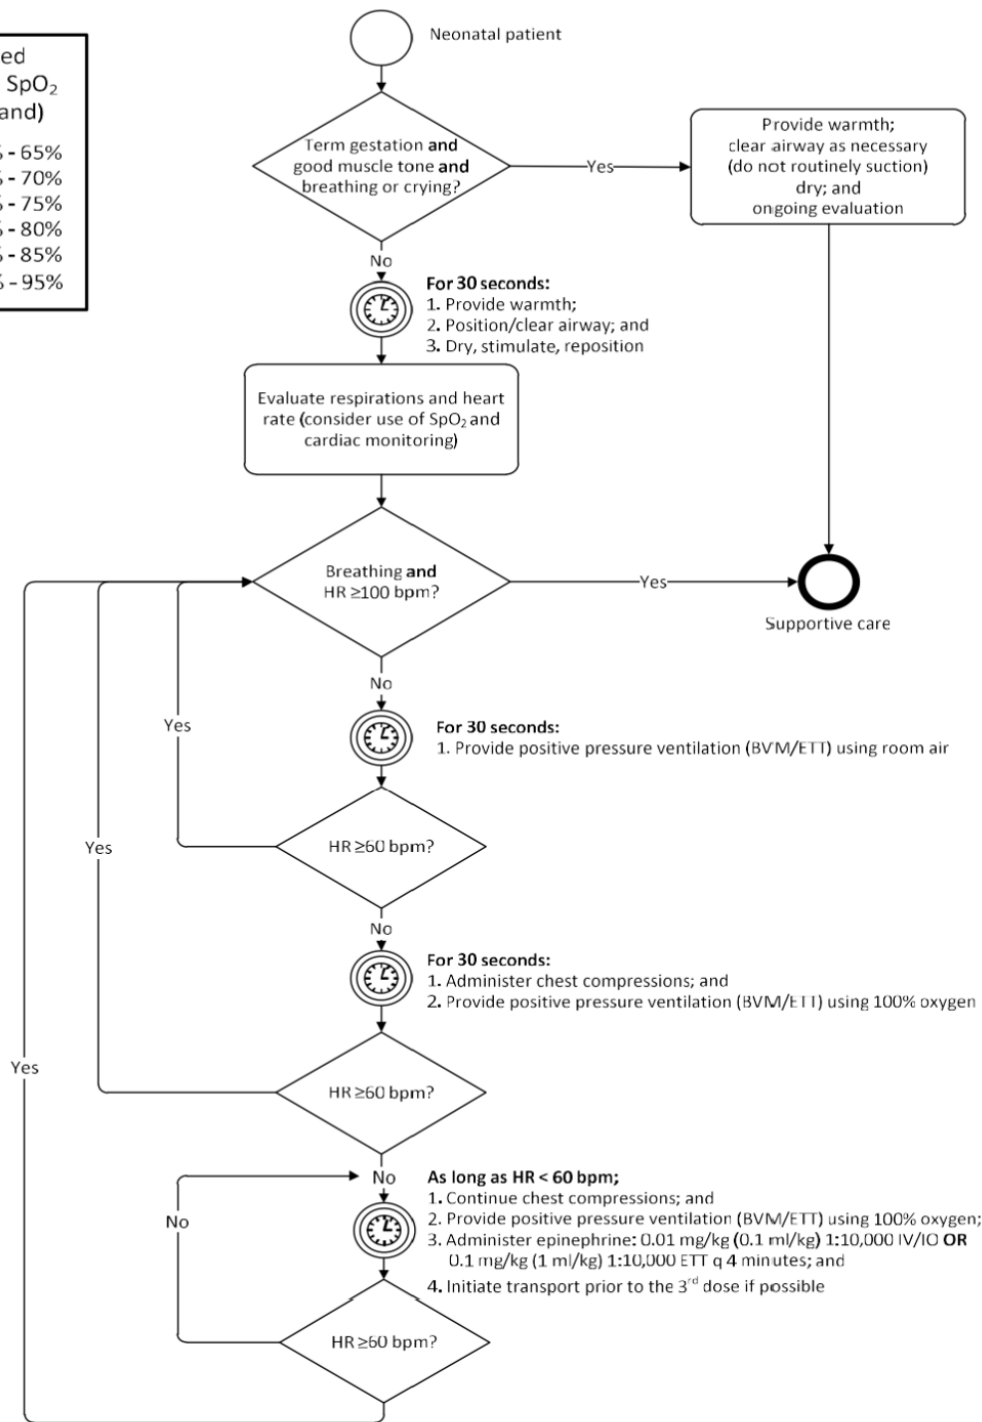 Neonatal patient
SpO₂
- 65%
- 70%
- 75%
- 80%
- 85%
- 95%
Term gestation and
good muscle tone and
breathing or crying?
Yes
Provide warmth;
clear airway as necessary
(do not routinely suction)
dry; and
ongoing evaluation
No
For 30 seconds:
1. Provide warmth;
2. Position/clear airway; and
3. Dry, stimulate, reposition
Evaluate respirations and heart
rate (consider use of SpO₂ and
cardiac monitoring)
Breathing and
HR ≥100 bpm?
Yes
Supportive care
No
For 30 seconds:
1. Provide positive pressure ventilation (BVM/ETT) using room air
Yes
HR ≥60 bpm?
Yes
No
For 30 seconds:
1. Administer chest compressions; and
2. Provide positive pressure ventilation (BVM/ETT) using 100% oxygen
Yes
HR ≥60 bpm?
No
As long as HR < 60 bpm;
1. Continue chest compressions; and
2. Provide positive pressure ventilation (BVM/ETT) using 100% oxygen;
3. Administer epinephrine: 0.01 mg/kg (0.1 ml/kg) 1:10,000 IV/IO OR
0.1 mg/kg (1 ml/kg) 1:10,000 ETT q 4 minutes; and
4. Initiate transport prior to the 3rd dose if possible
No
HR ≥60 bpm?